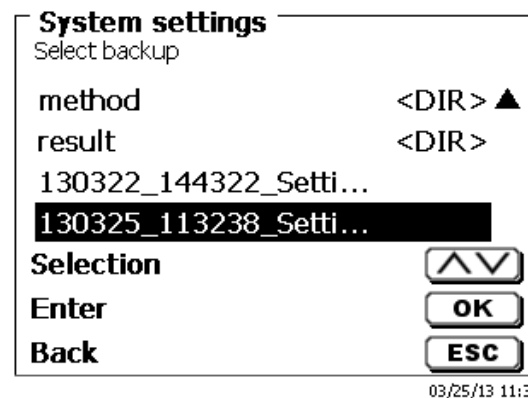 System settings
Select backup
method <DIR>
result <DIR>
130322_144322_Setti...
130325_113238_Setti...
Selection
Enter OK
Back ESC
03/25/13 11:3